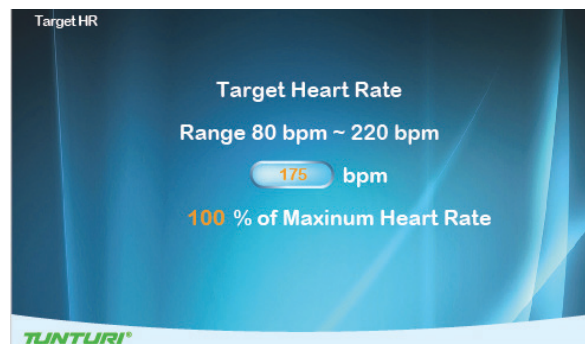 Target HR
Target Heart Rate
Range 80 bpm ~ 220 bpm
175 bpm
100 % of Maxinum Heart Rate
TUNTURI®